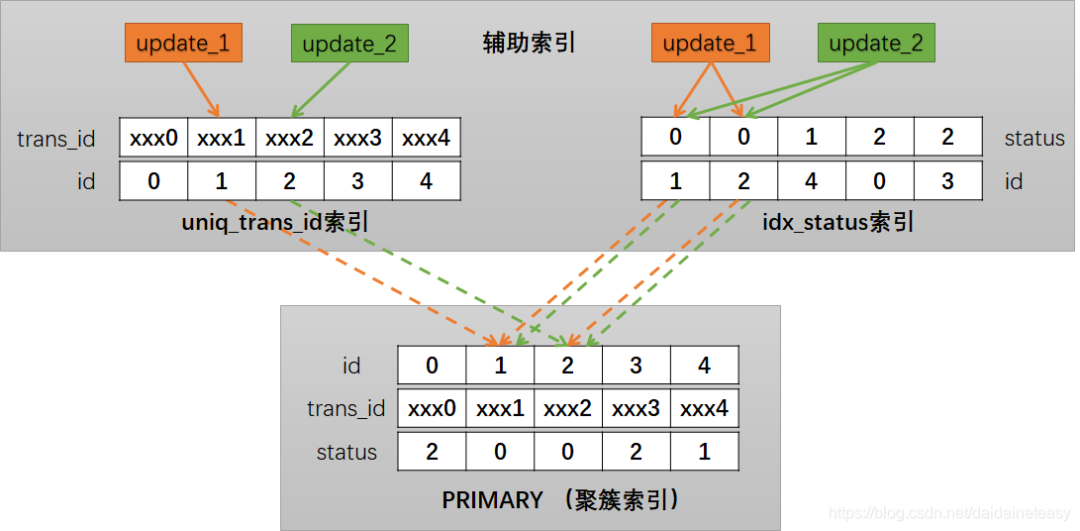 update_1 update_2 辅助索引 update_1 update_2
trans_id xxx0 xxx1 xxx2 xxx3 xxx4 0 0 1 2 2 status
id 0 1 2 3 4 1 2 4 0 3 id
uniq_trans_id索引 idx_status索引
id 0 1 2 3 4
trans_id xxx0 xxx1 xxx2 xxx3 xxx4
status 2 0 0 2 1
PRIMARY （聚簇索引）
https://blog.csdn.net/daidaineteasy